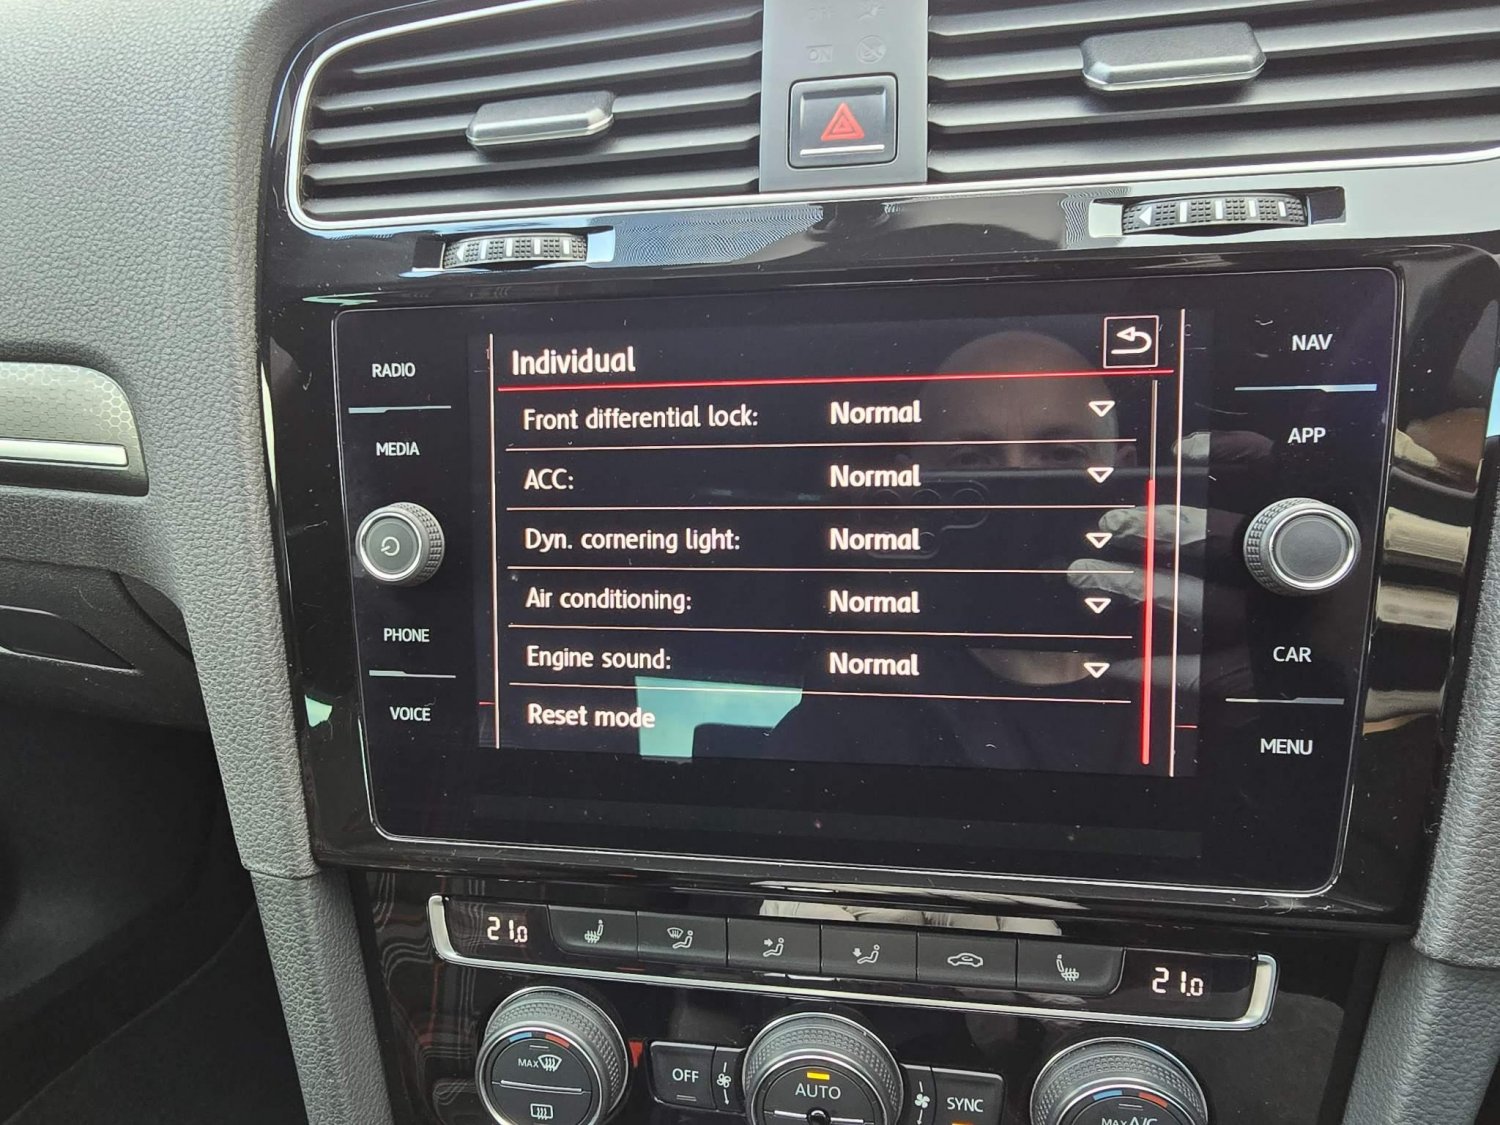 Individual
Front differential lock: Normal
ACC: Normal
Dyn. cornering light: Normal
Air conditioning: Normal
Engine sound: Normal
Reset mode
RADIO
MEDIA
PHONE
VOICE
NAV
APP
CAR
MENU
21.0
21.0
MAX
OFF
AUTO
SYNC
MAX A/C